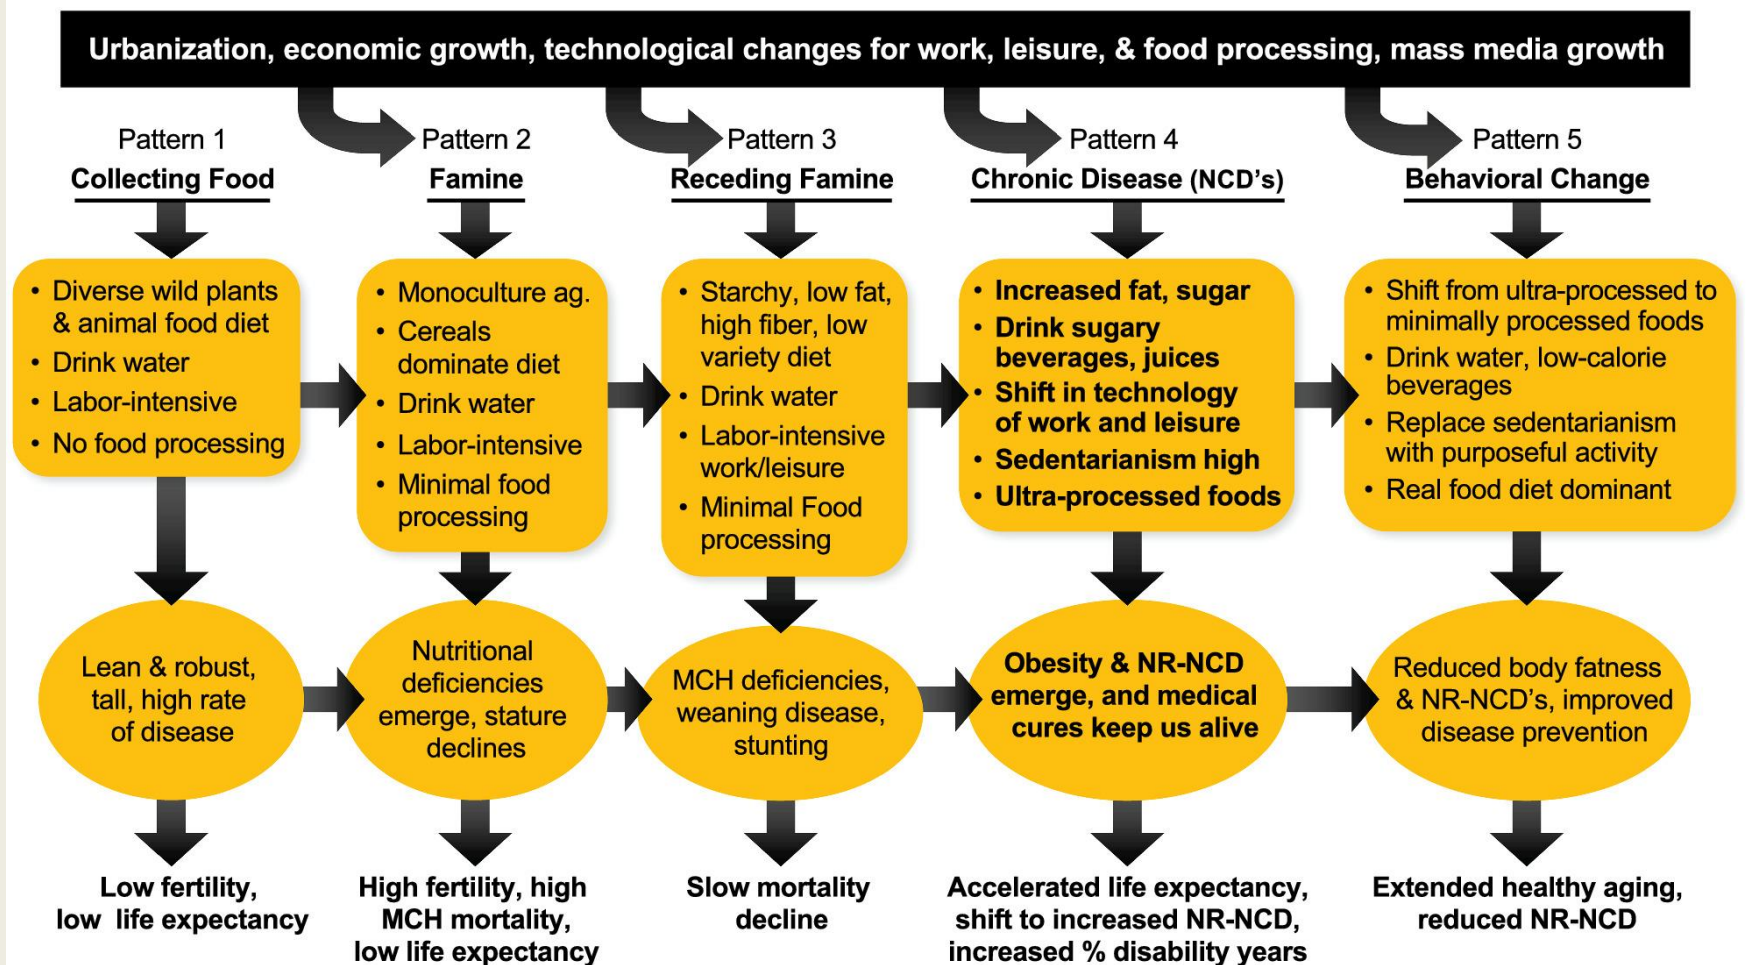 Urbanization, economic growth, technological changes for work, leisure, & food processing, mass media growth
Pattern 1
Collecting Food
• Diverse wild plants
& animal food diet
• Drink water
• Labor-intensive
• No food processing
Lean & robust,
tall, high rate
of disease
Low fertility,
low life expectancy
Pattern 2
Famine
• Monoculture ag.
• Cereals
dominate diet
• Drink water
• Labor-intensive
• Minimal food
processing
Nutritional
deficiencies
emerge, stature
declines
High fertility, high
MCH mortality,
low life expectancy
Pattern 3
Receding Famine
• Starchy, low fat,
high fiber, low
variety diet
• Drink water
• Labor-intensive
work/leisure
• Minimal Food
processing
MCH deficiencies,
weaning disease,
stunting
Slow mortality
decline
Pattern 4
Chronic Disease (NCD's)
• Increased fat, sugar
• Drink sugary
beverages, juices
• Shift in technology
of work and leisure
• Sedentarianism high
• Ultra-processed foods
Obesity & NR-NCD
emerge, and medical
cures keep us alive
Accelerated life expectancy,
shift to increased NR-NCD,
increased % disability years
Pattern 5
Behavioral Change
• Shift from ultra-processed to
minimally processed foods
• Drink water, low-calorie
beverages
• Replace sedentarianism
with purposeful activity
• Real food diet dominant
Reduced body fatness
& NR-NCD's, improved
disease prevention
Extended healthy aging,
reduced NR-NCD